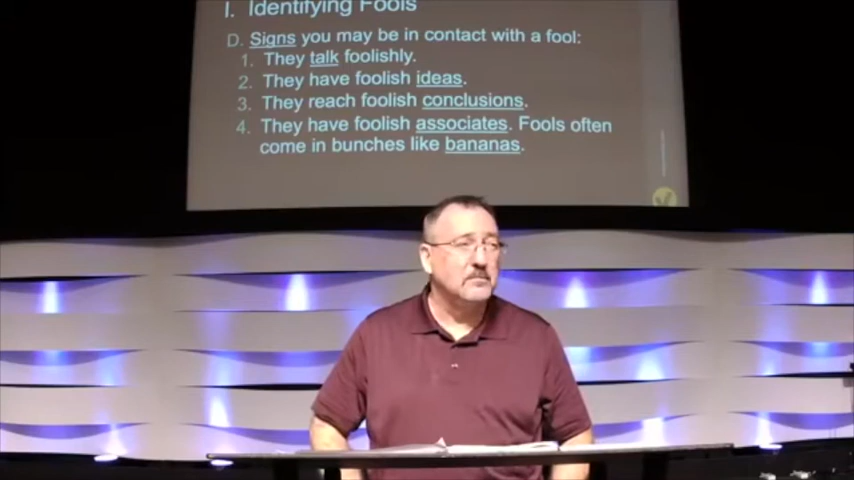 I. Identifying Fools
D. Signs you may be in contact with a fool:
1. They talk foolishly.
2. They have foolish ideas.
3. They reach foolish conclusions.
4. They have foolish associates. Fools often
come in bunches like bananas.